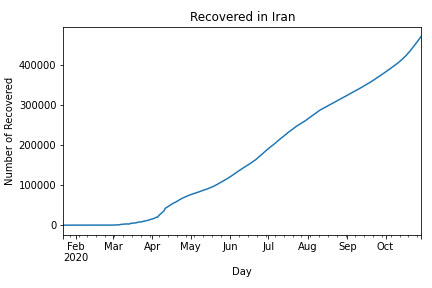 Recovered in Iran
Number of Recovered
400000
300000
200000
100000
0
Feb Mar Apr May Jun Jul Aug Sep Oct
2020
Day